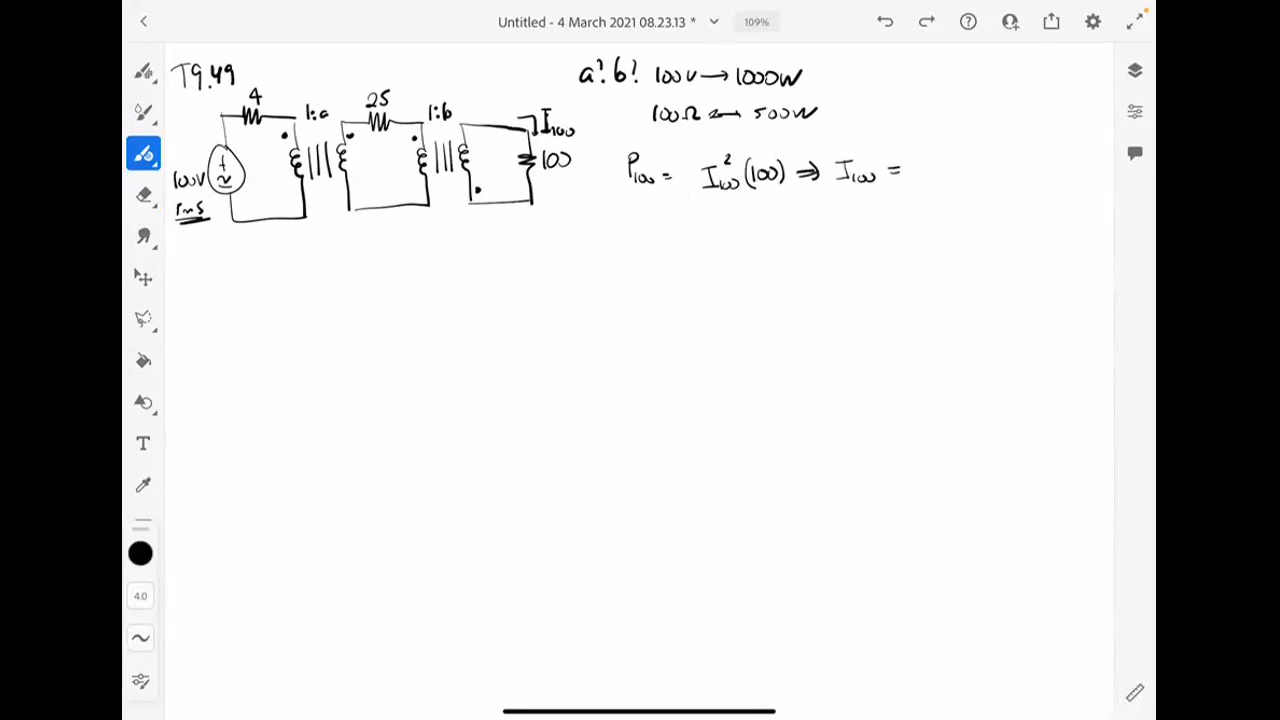 Untitled - 4 March 2021 08.23.13 *
109%
T9.49
a? b? 100V → 1000W
100Ω ← 500W
4
1:a
25
1:b
I100
100
100V
rms
P100 = I100² (100) ⇒ I100 =
T
4.0